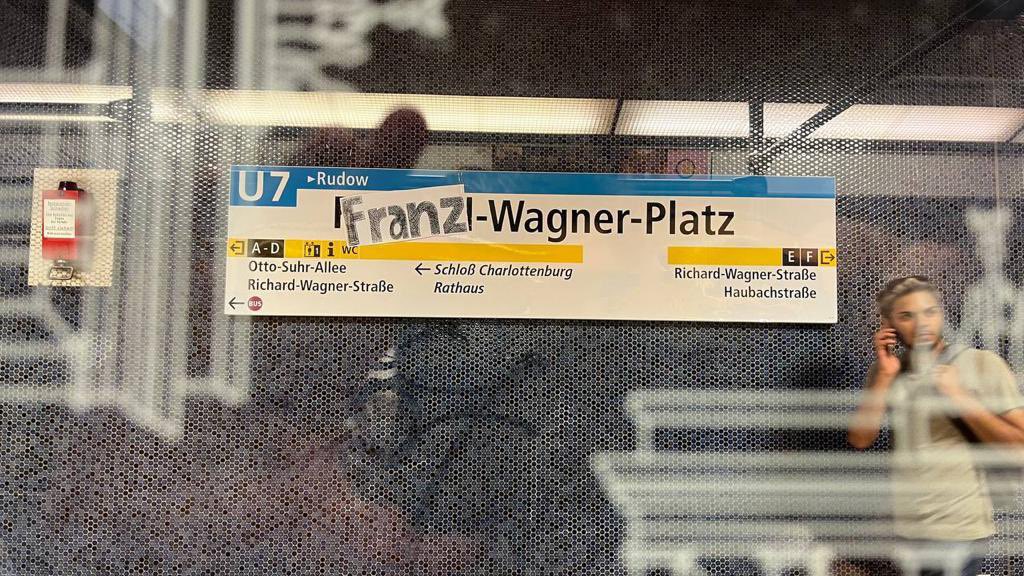 U7 ▸Rudow
Franzl-Wagner-Platz
← A-D i WC
E F →
Otto-Suhr-Allee
Richard-Wagner-Straße
← Schloß Charlottenburg
Rathaus
Richard-Wagner-Straße
Haubachstraße
← BUS